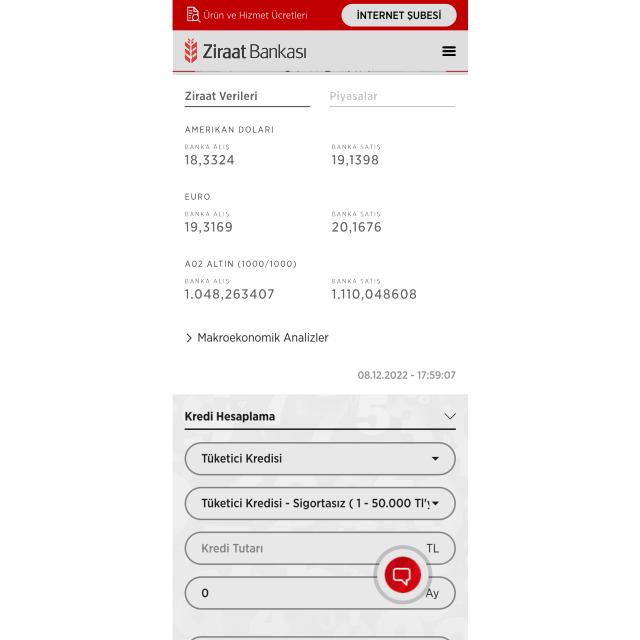 Ürün ve Hizmet Ücretleri
İNTERNET ŞUBESİ
Ziraat Bankası
Ziraat Verileri
Piyasalar
AMERIKAN DOLARI
BANKA ALIŞ
BANKA SATIŞ
18,3324
19,1398
EURO
BANKA ALIŞ
BANKA SATIŞ
19,3169
20,1676
A02 ALTIN (1000/1000)
BANKA ALIŞ
BANKA SATIŞ
1.048,263407
1.110,048608
Makroekonomik Analizler
08.12.2022 - 17:59:07
Kredi Hesaplama
Tüketici Kredisi
Tüketici Kredisi - Sigortasız ( 1 - 50.000 Tl'y
Kredi Tutarı
TL
0
Ay